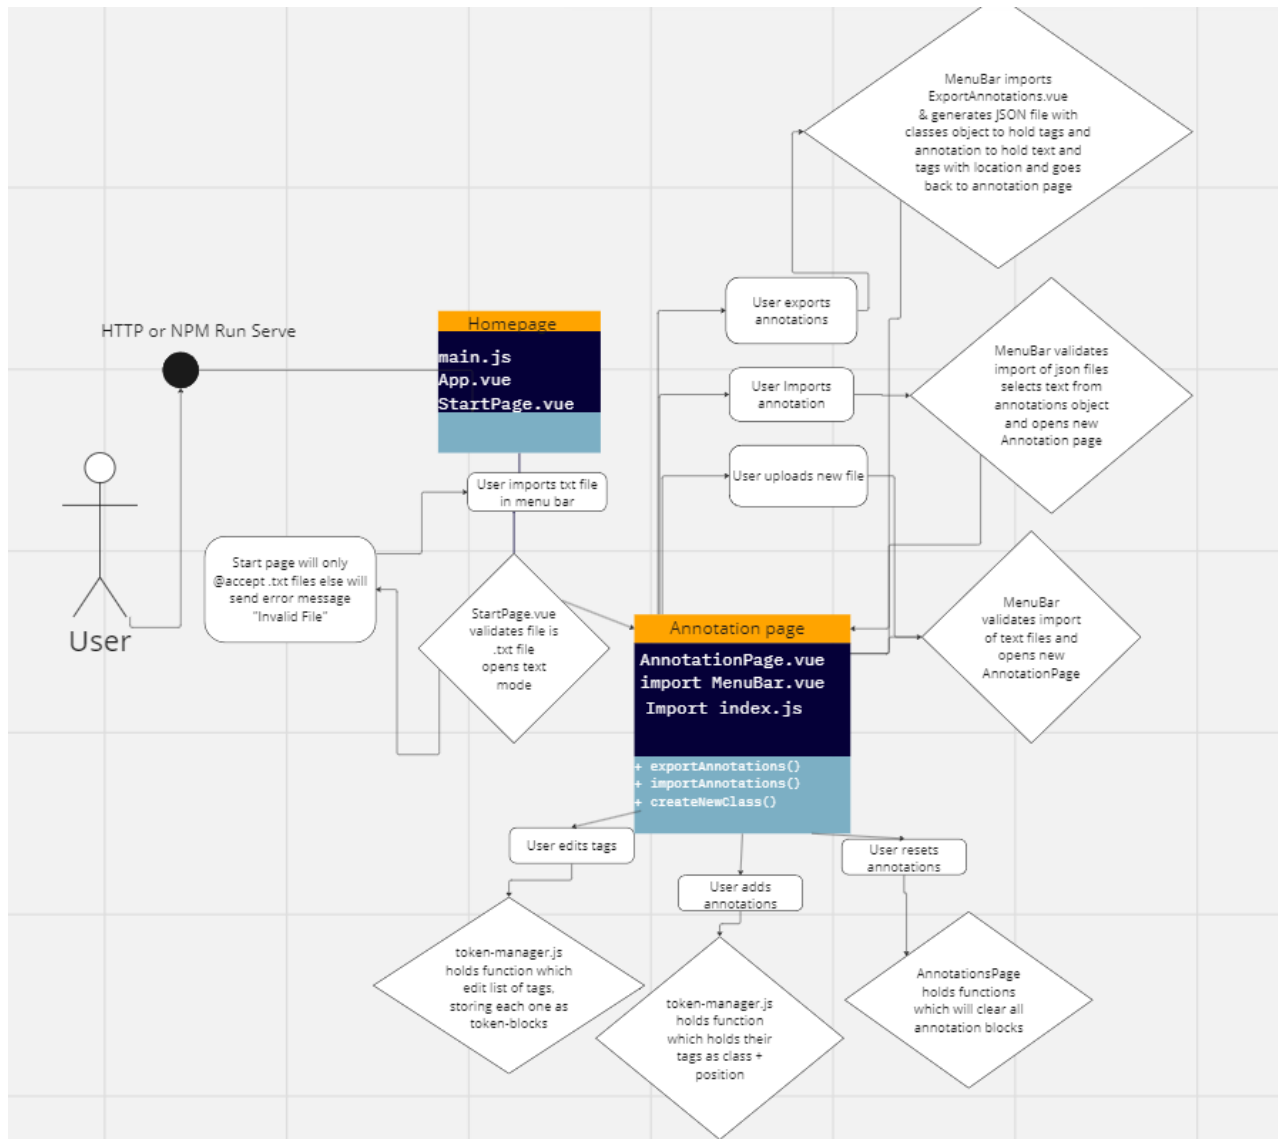 MenuBar imports
ExportAnnotations.vue
& generates JSON file with
classes object to hold tags and
annotation to hold text and
tags with location and goes
back to annotation page
User exports
annotations
HTTP or NPM Run Serve
Homepage
main.js
App.vue
StartPage.vue
User Imports
annotation
MenuBar validates
import of json files
selects text from
annotations object
and opens new
Annotation page
User uploads new file
User imports txt file
in menu bar
Start page will only
@accept .txt files else will
send error message
"Invalid File"
User
StartPage.vue
validates file is
.txt file
opens text
mode
Annotation page
AnnotationPage.vue
import MenuBar.vue
Import index.js
+ exportAnnotations()
+ importAnnotations()
+ createNewClass()
MenuBar
validates import
of text files and
opens new
AnnotationPage
User edits tags
User adds
annotations
User resets
annotations
token-manager.js
holds function which
edit list of tags,
storing each one as
token-blocks
token-manager.js
holds function
which holds their
tags as class +
position
AnnotationsPage
holds functions
which will clear all
annotation blocks